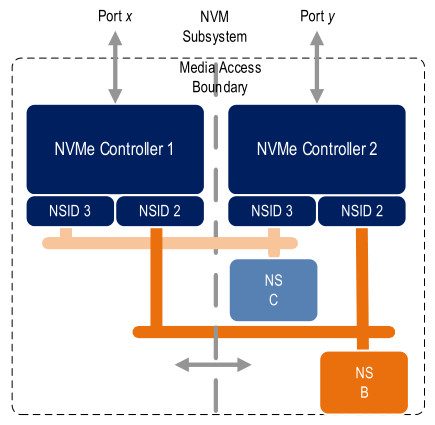 Port x
NVM
Subsystem
Port y
Media Access
Boundary
NVMe Controller 1
NVMe Controller 2
NSID 3
NSID 2
NSID 3
NSID 2
NS
C
NS
B